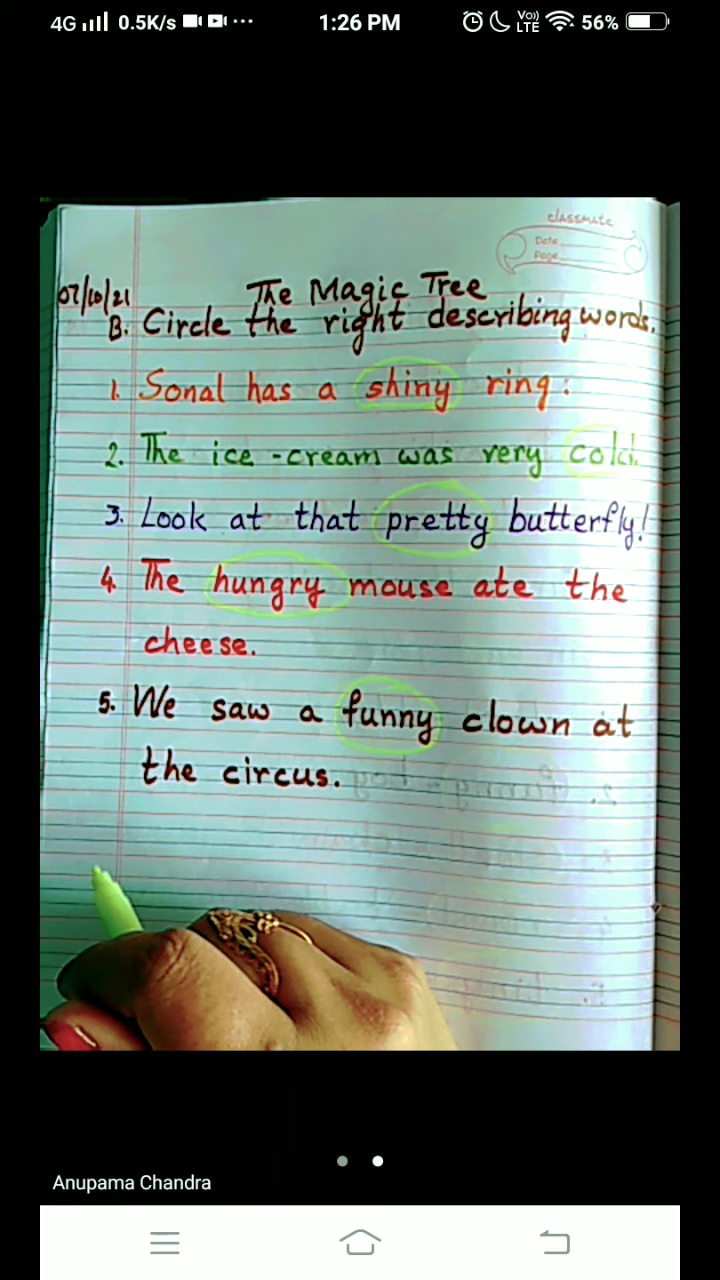 4G 0.5K/s ... 1:26 PM Vo) LTE 56%
classmate
Date
Page
07/10/21 The Magic Tree
B. Circle the right describing words.
1. Sonal has a shiny ring.
2. The ice-cream was very cold.
3. Look at that pretty butterfly!
4. The hungry mouse ate the
cheese.
5. We saw a funny clown at
the circus.
Anupama Chandra